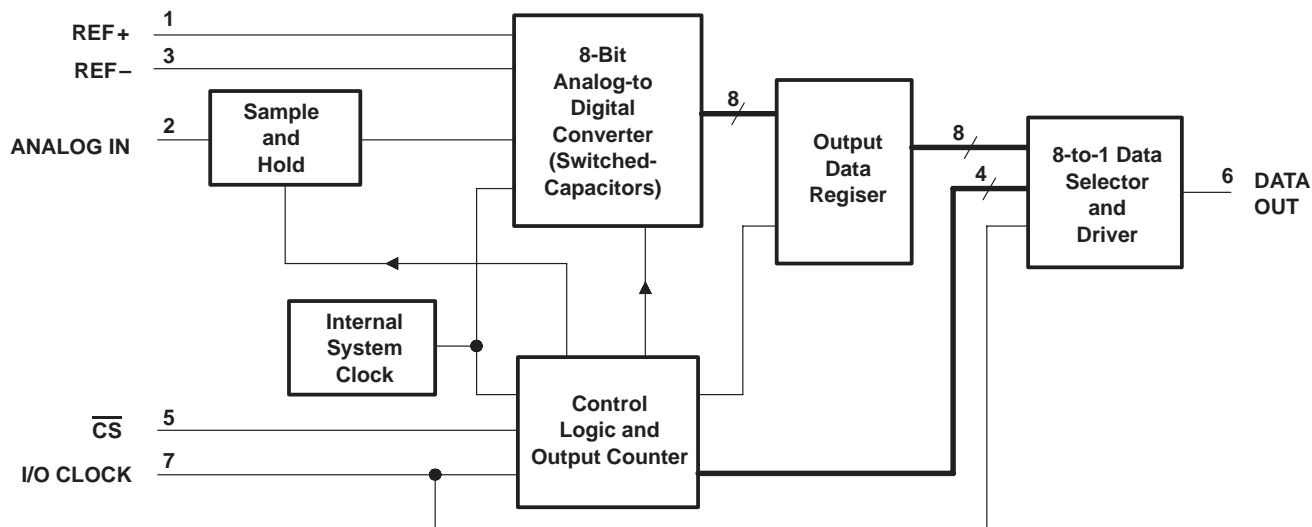 REF+
1
REF–
3
ANALOG IN
2
Sample
and
Hold
8-Bit
Analog-to
Digital
Converter
(Switched-
Capacitors)
8
Output
Data
Regiser
8
4
8-to-1 Data
Selector
and
Driver
6
DATA
OUT
Internal
System
Clock
Control
Logic and
Output Counter
CS
5
I/O CLOCK
7